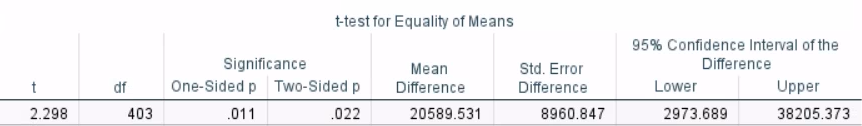 t-test for Equality of Means
95% Confidence Interval of the
Significance Mean Std. Error Difference
t df One-Sided p Two-Sided p Difference Difference Lower Upper
2.298 403 .011 .022 20589.531 8960.847 2973.689 38205.373